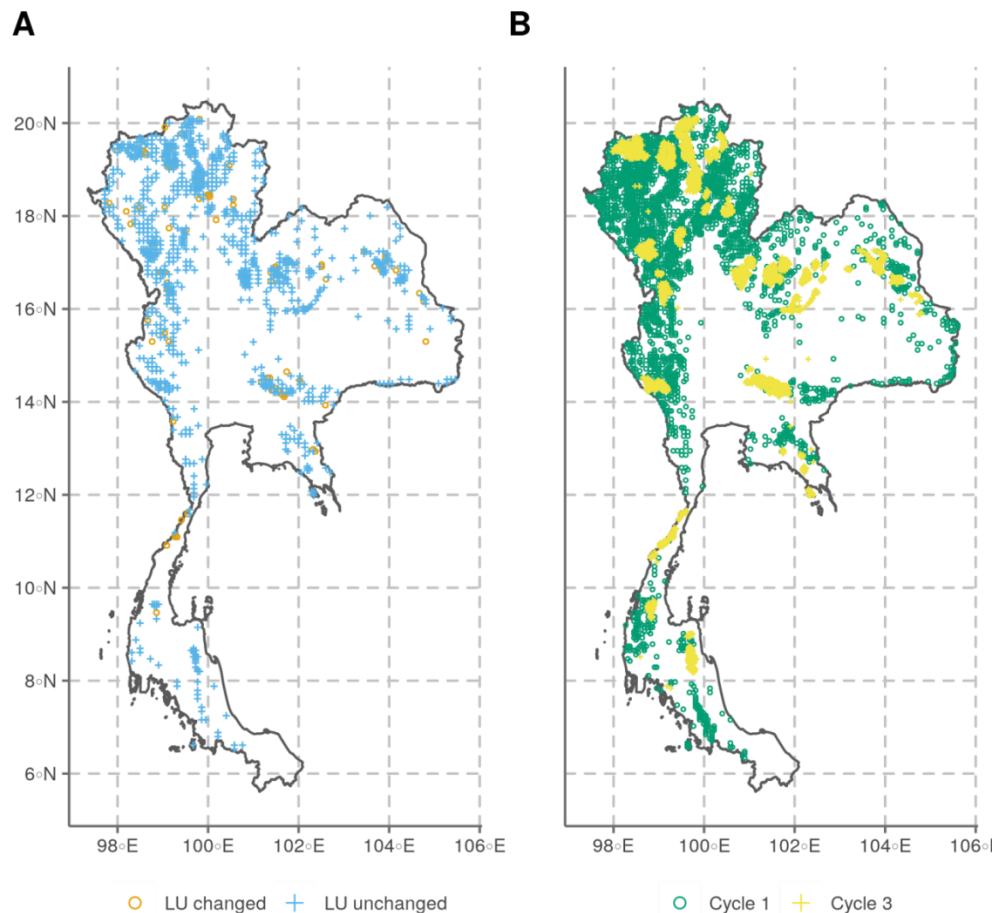 A
B
20◦N
18◦N
16◦N
14◦N
12◦N
10◦N
8◦N
6◦N
98◦E 100◦E 102◦E 104◦E 106◦E
98◦E 100◦E 102◦E 104◦E 106◦E
LU changed LU unchanged
Cycle 1 Cycle 3